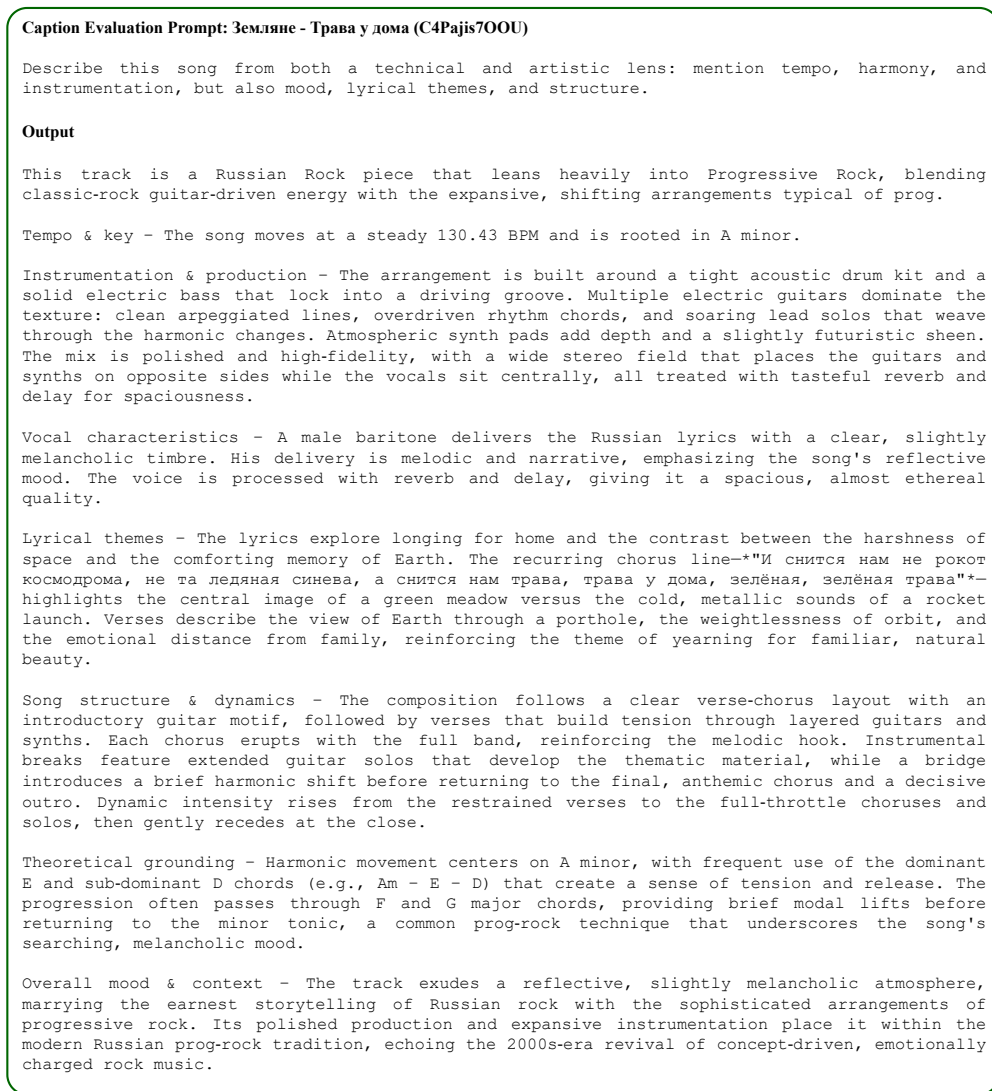 Caption Evaluation Prompt: Земляне - Трава у дома (C4Pajis7OOU)
Describe this song from both a technical and artistic lens: mention tempo, harmony, and
instrumentation, but also mood, lyrical themes, and structure.
Output
This track is a Russian Rock piece that leans heavily into Progressive Rock, blending
classic-rock guitar-driven energy with the expansive, shifting arrangements typical of prog.
Tempo & key – The song moves at a steady 130.43 BPM and is rooted in A minor.
Instrumentation & production – The arrangement is built around a tight acoustic drum kit and a
solid electric bass that lock into a driving groove. Multiple electric guitars dominate the
texture: clean arpeggiated lines, overdriven rhythm chords, and soaring lead solos that weave
through the harmonic changes. Atmospheric synth pads add depth and a slightly futuristic sheen.
The mix is polished and high-fidelity, with a wide stereo field that places the guitars and
synths on opposite sides while the vocals sit centrally, all treated with tasteful reverb and
delay for spaciousness.
Vocal characteristics – A male baritone delivers the Russian lyrics with a clear, slightly
melancholic timbre. His delivery is melodic and narrative, emphasizing the song's reflective
mood. The voice is processed with reverb and delay, giving it a spacious, almost ethereal
quality.
Lyrical themes – The lyrics explore longing for home and the contrast between the harshness of
space and the comforting memory of Earth. The recurring chorus line—*"И снится нам не рокот
космодрома, не та ледяная синева, а снится нам трава, трава у дома, зелёная, зелёная трава"*—
highlights the central image of a green meadow versus the cold, metallic sounds of a rocket
launch. Verses describe the view of Earth through a porthole, the weightlessness of orbit, and
the emotional distance from family, reinforcing the theme of yearning for familiar, natural
beauty.
Song structure & dynamics – The composition follows a clear verse-chorus layout with an
introductory guitar motif, followed by verses that build tension through layered guitars and
synths. Each chorus erupts with the full band, reinforcing the melodic hook. Instrumental
breaks feature extended guitar solos that develop the thematic material, while a bridge
introduces a brief harmonic shift before returning to the final, anthemic chorus and a decisive
outro. Dynamic intensity rises from the restrained verses to the full-throttle choruses and
solos, then gently recedes at the close.
Theoretical grounding – Harmonic movement centers on A minor, with frequent use of the dominant
E and sub-dominant D chords (e.g., Am – E – D) that create a sense of tension and release. The
progression often passes through F and G major chords, providing brief modal lifts before
returning to the minor tonic, a common prog-rock technique that underscores the song's
searching, melancholic mood.
Overall mood & context – The track exudes a reflective, slightly melancholic atmosphere,
marrying the earnest storytelling of Russian rock with the sophisticated arrangements of
progressive rock. Its polished production and expansive instrumentation place it within the
modern Russian prog-rock tradition, echoing the 2000s-era revival of concept-driven, emotionally
charged rock music.